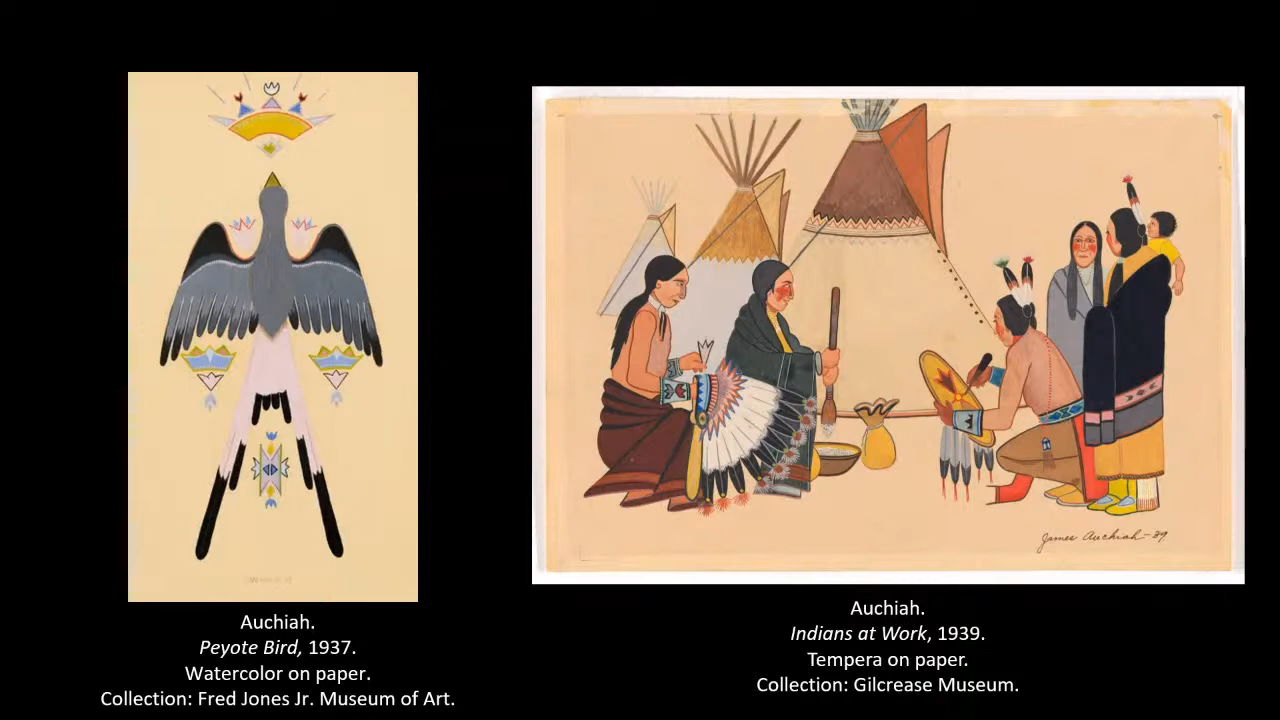 James Auchiah-39
Auchiah.
Peyote Bird, 1937.
Watercolor on paper.
Collection: Fred Jones Jr. Museum of Art.
Auchiah.
Indians at Work, 1939.
Tempera on paper.
Collection: Gilcrease Museum.